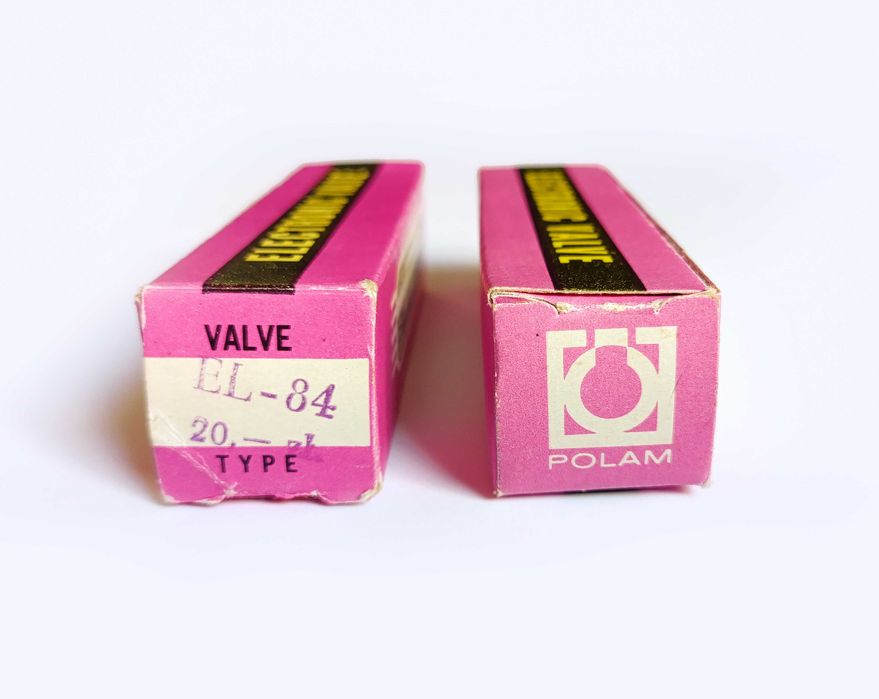 ELECTRONIC VALVE
VALVE
EL-84
20,— zł
TYPE
ELECTRONIC VALVE
POLAM